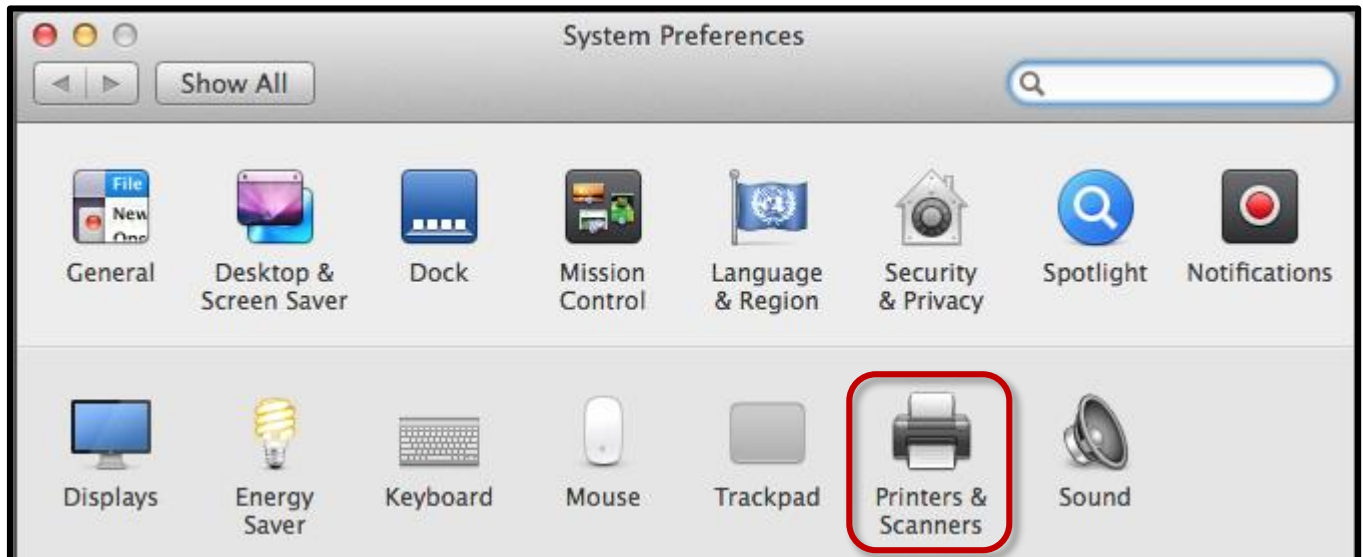 System Preferences
Show All
File
New
Ope
General
Desktop &
Screen Saver
Dock
Mission
Control
Language
& Region
Security
& Privacy
Spotlight
Notifications
Displays
Energy
Saver
Keyboard
Mouse
Trackpad
Printers &
Scanners
Sound